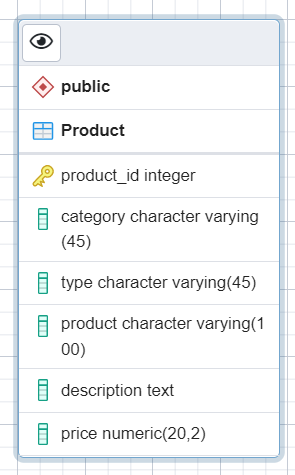 public
Product
product_id integer
category character varying
(45)
type character varying(45)
product character varying(1
00)
description text
price numeric(20,2)